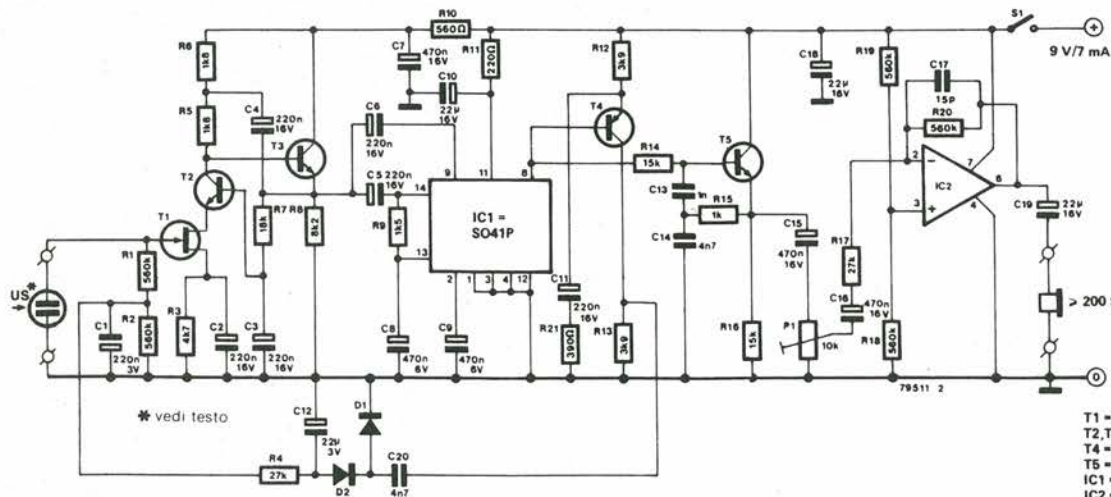 R10
560Ω
S1
9 V/7 mA
R6
1k8
C7
470n
16V
R11
220Ω
C10
22µ
16V
R12
3k9
C18
22µ
16V
R19
560k
C17
15p
R20
560k
R5
1k8
C4
220n
16V
T3
C6
220n
16V
T4
T5
T2
C5
220n
16V
9
11
8
14
R14
15k
C13
1n
2
7
6
3
4
IC2
C19
22µ
16V
T1
R7
18k
R8
8k2
R9
1k5
13
IC1 =
SO41P
2
1
3
4
12
C14
4n7
R15
1k
C15
470n
16V
R17
27k
US*
R1
560k
R2
560k
C1
220n
3V
R3
4k7
C2
220n
16V
C3
220n
16V
C8
470n
6V
C9
470n
6V
C11
220n
16V
R21
390Ω
R13
3k9
R16
15k
P1
10k
C16
470n
16V
R18
560k
≥ 200
79511 2
0
* vedi testo
C12
22µ
3V
D1
R4
27k
D2
C20
4n7
T1 =
T2,T
T4 =
T5 =
IC1 =
IC2 =